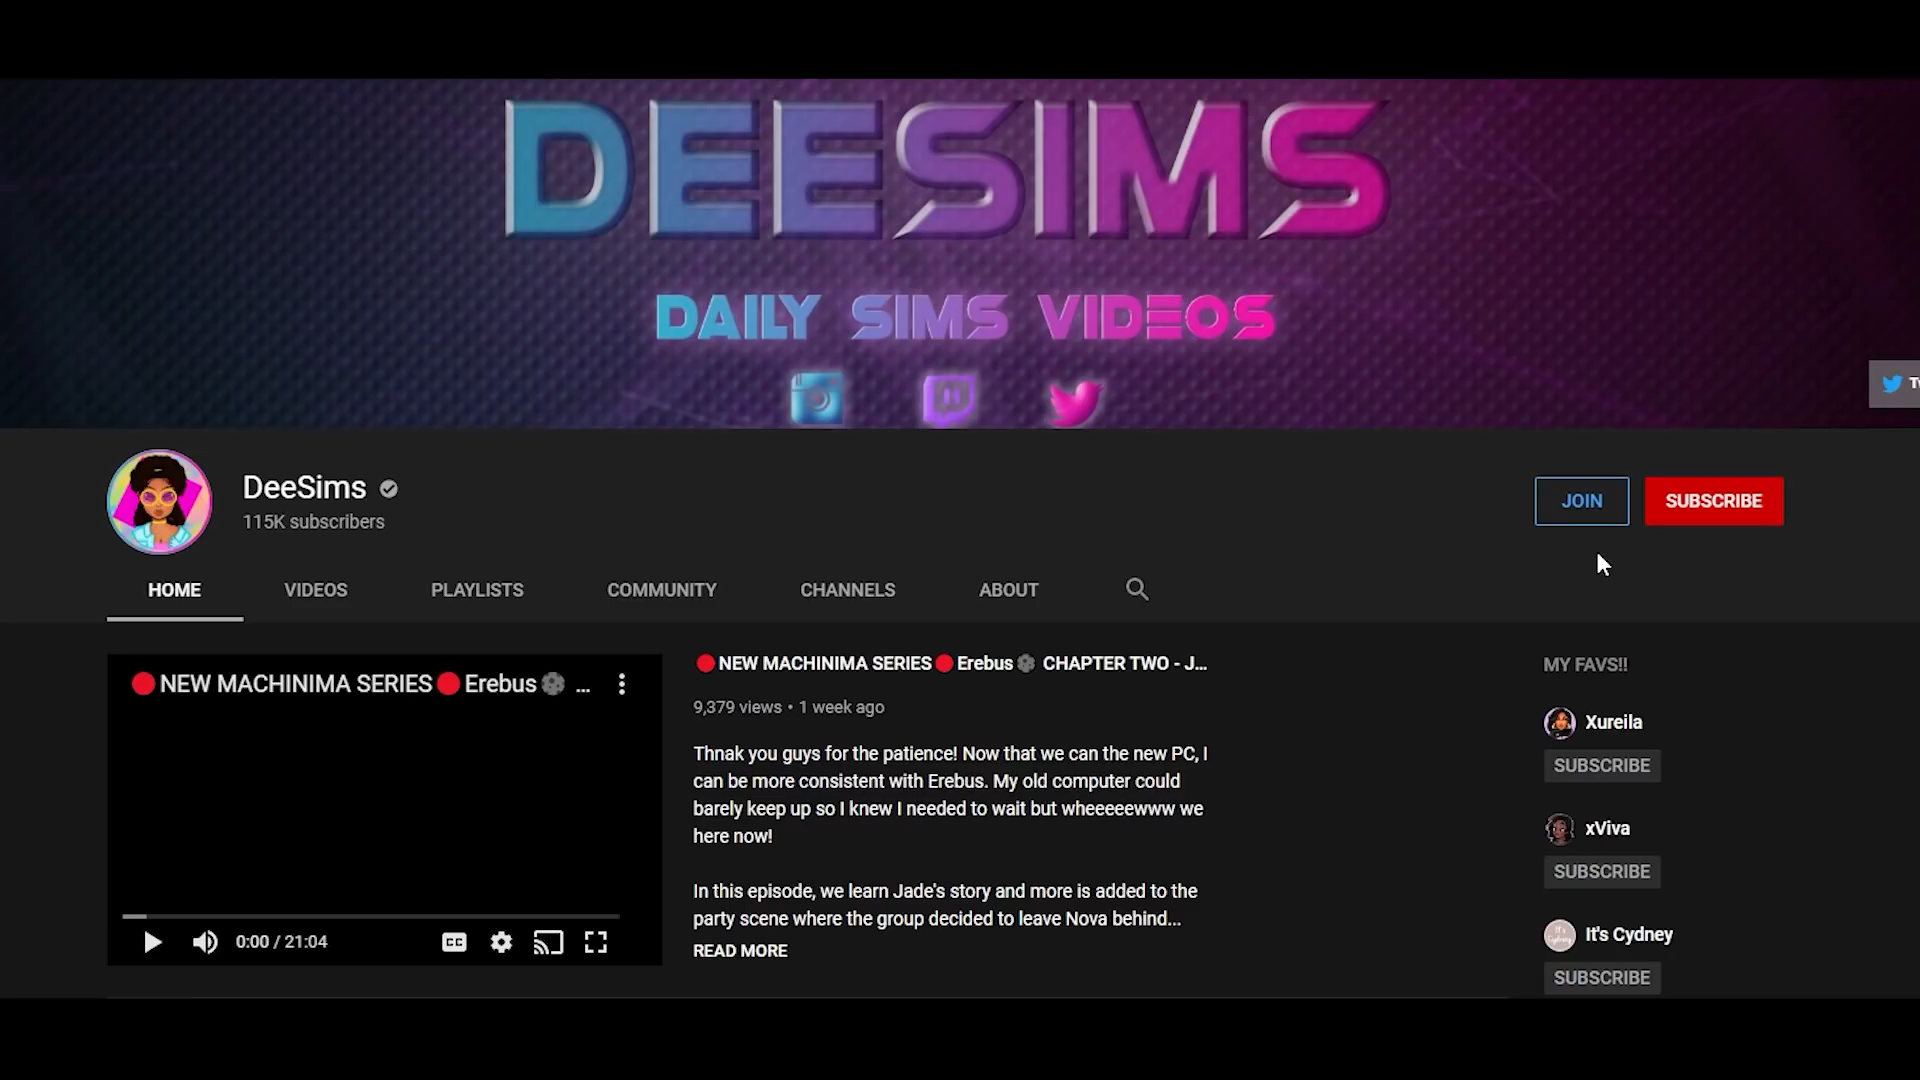 DEESIMS
DAILY SIMS VIDEOS
DeeSims
115K subscribers
JOIN
SUBSCRIBE
HOME
VIDEOS
PLAYLISTS
COMMUNITY
CHANNELS
ABOUT
🔴NEW MACHINIMA SERIES🔴Erebus ...
0:00 / 21:04
CC
🔴NEW MACHINIMA SERIES🔴Erebus CHAPTER TWO - J...
9,379 views • 1 week ago
Thnak you guys for the patience! Now that we can the new PC, I
can be more consistent with Erebus. My old computer could
barely keep up so I knew I needed to wait but wheeeeewww we
here now!
In this episode, we learn Jade's story and more is added to the
party scene where the group decided to leave Nova behind...
READ MORE
MY FAVS!!
Xureila
SUBSCRIBE
xViva
SUBSCRIBE
It's Cydney
SUBSCRIBE